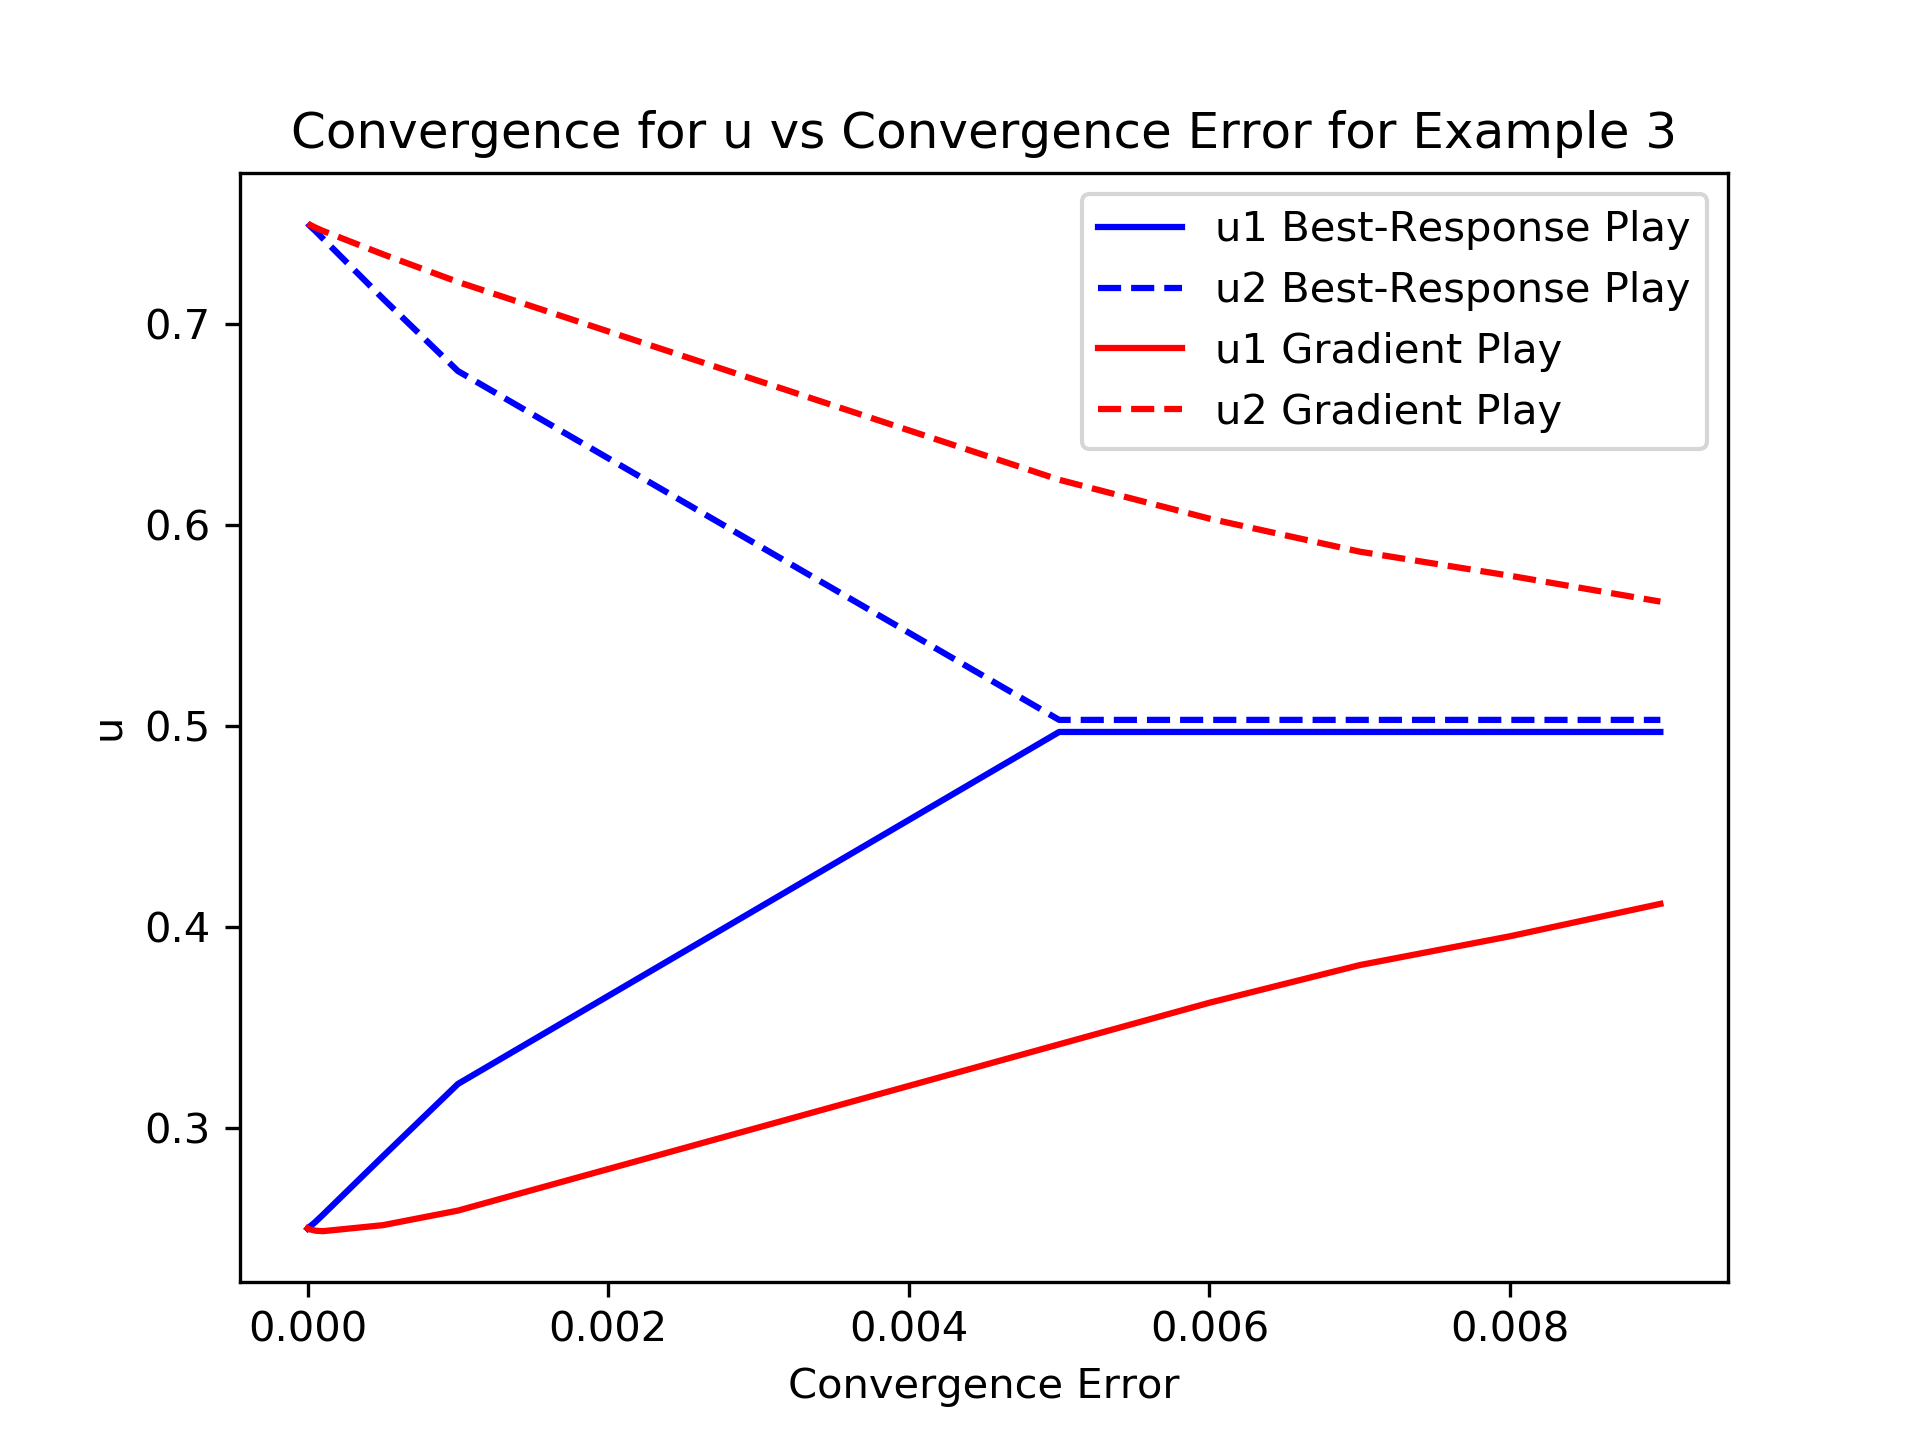 Convergence for u vs Convergence Error for Example 3
u1 Best-Response Play
u2 Best-Response Play
u1 Gradient Play
u2 Gradient Play
0.7
0.6
0.5
0.4
0.3
u
0.000 0.002 0.004 0.006 0.008
Convergence Error